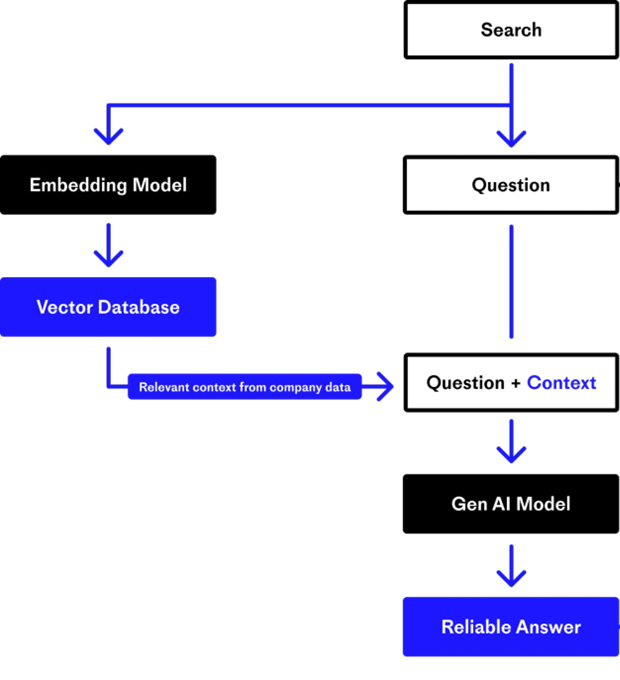 Search
Embedding Model
Question
Vector Database
Relevant context from company data
Question + Context
Gen AI Model
Reliable Answer